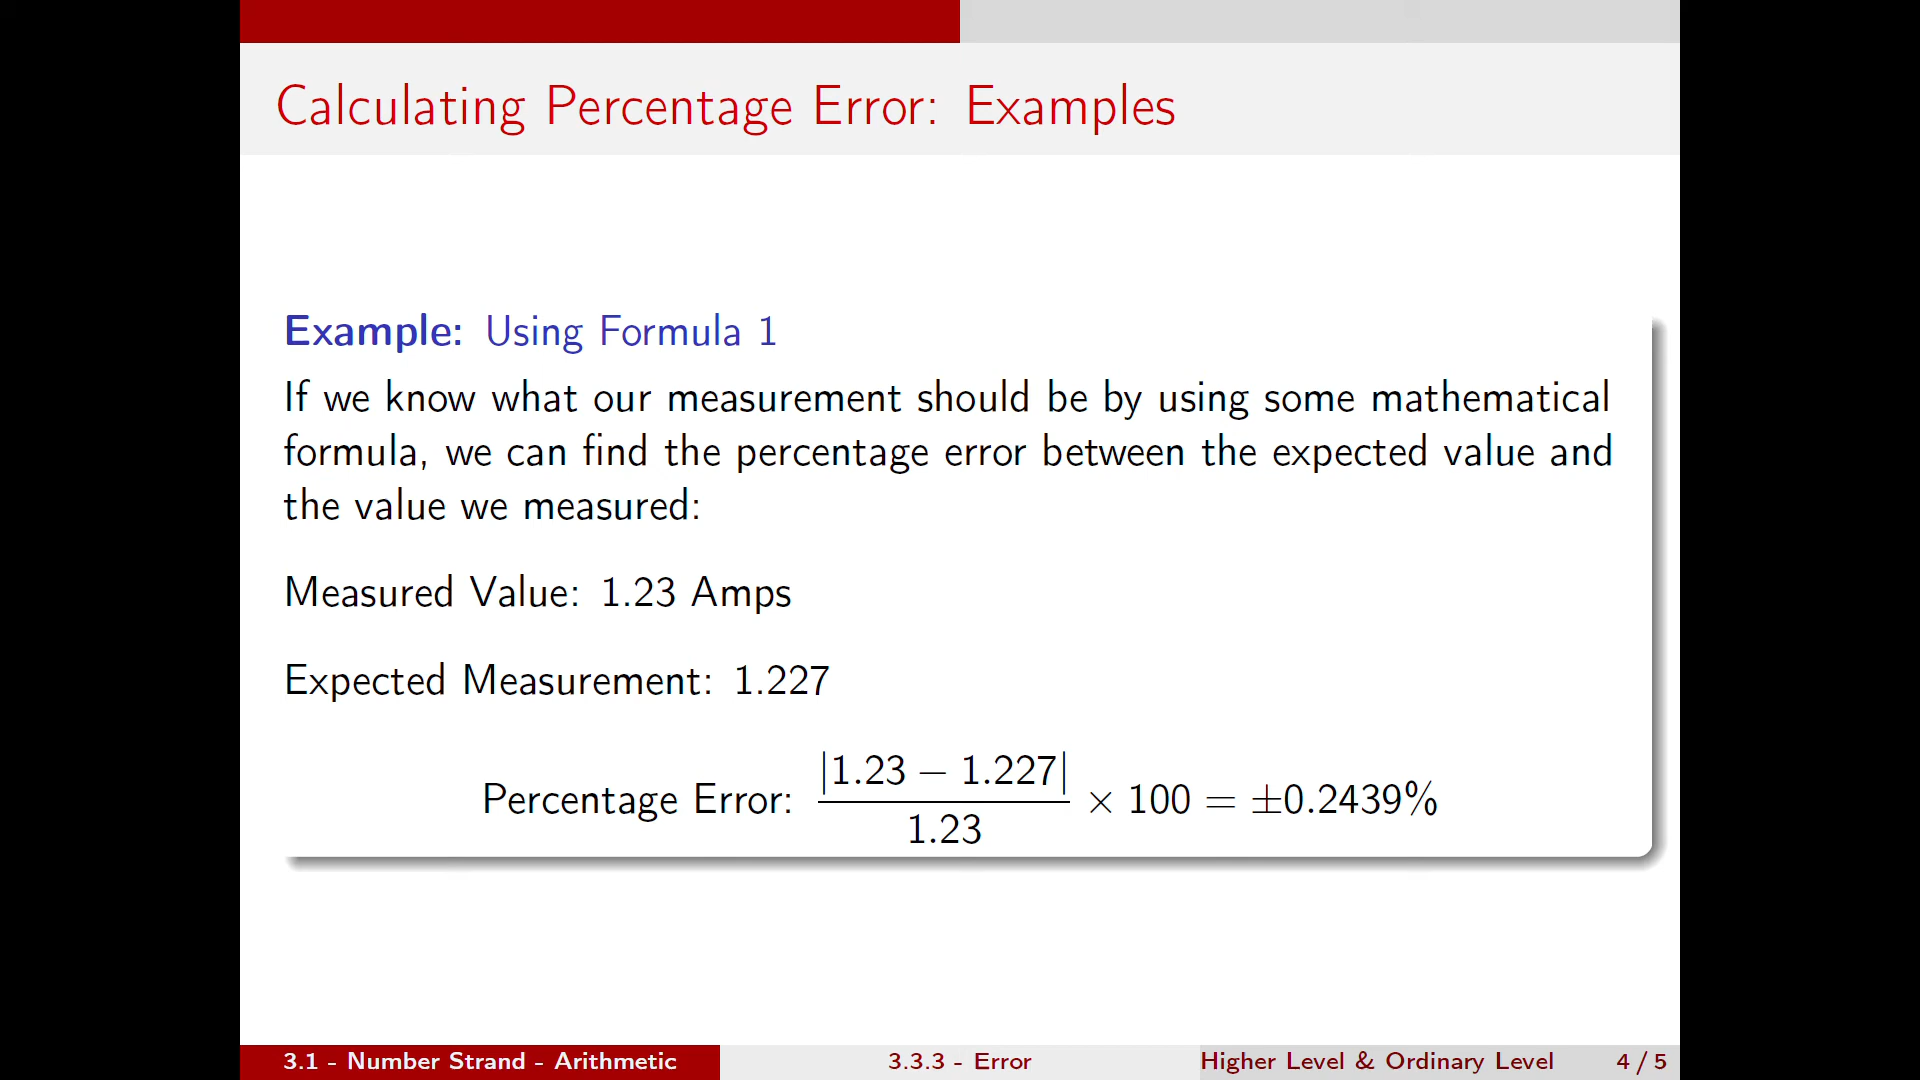 Calculating Percentage Error: Examples
Example: Using Formula 1
If we know what our measurement should be by using some mathematical
formula, we can find the percentage error between the expected value and
the value we measured:
Measured Value: 1.23 Amps
Expected Measurement: 1.227
Percentage Error: |1.23 − 1.227| / 1.23 × 100 = ±0.2439%
3.1 - Number Strand - Arithmetic 3.3.3 - Error Higher Level & Ordinary Level 4 / 5